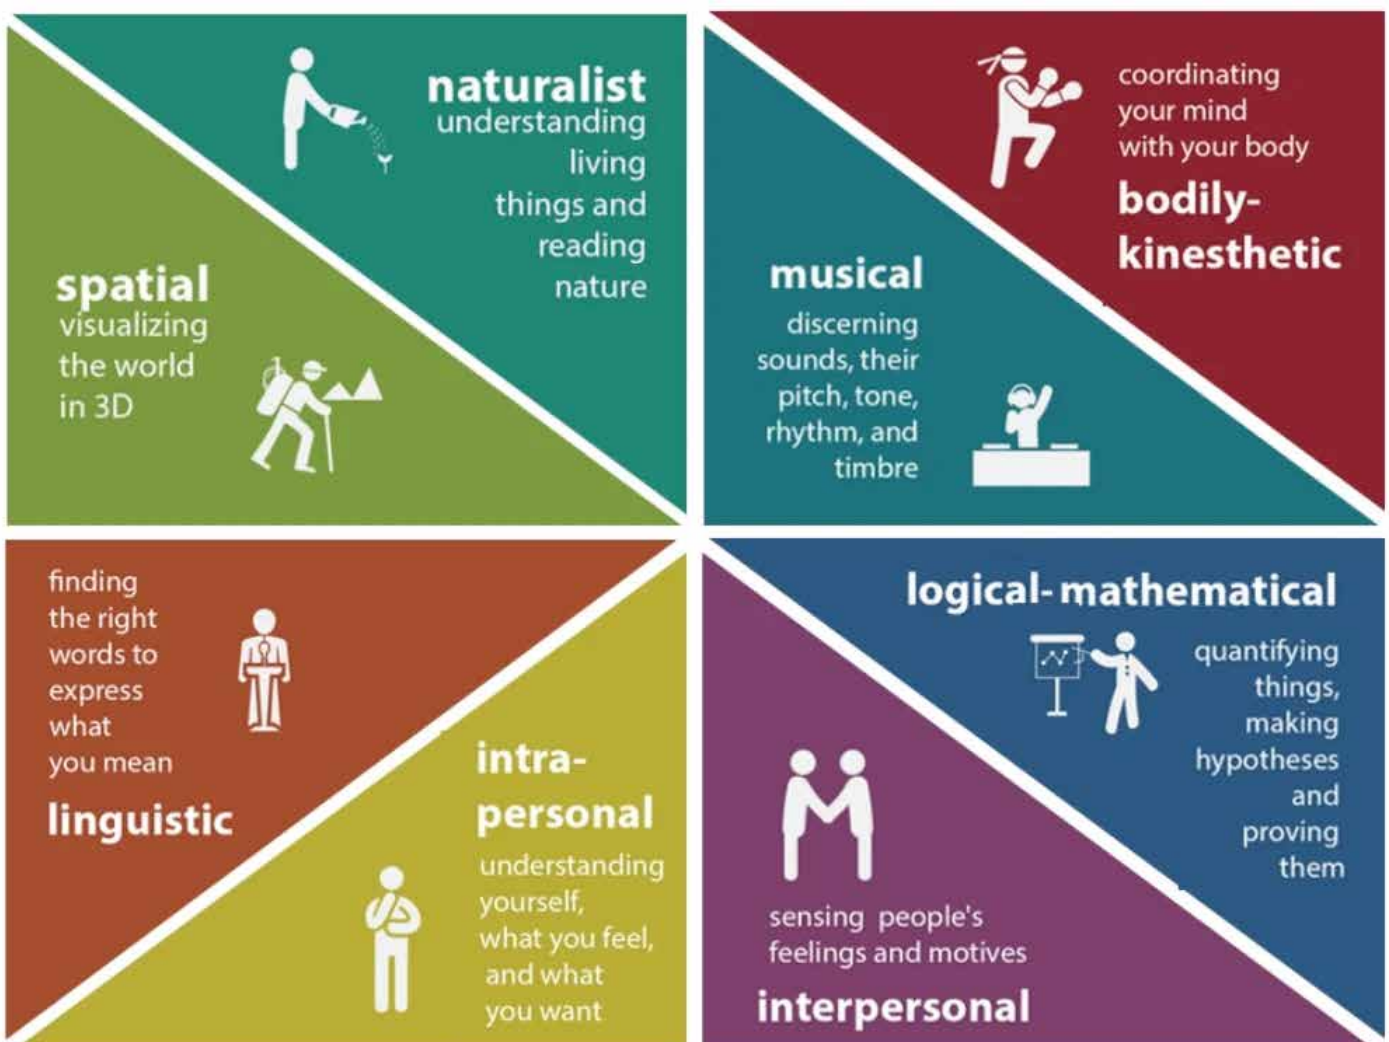 naturalist
understanding
living
things and
reading
nature
spatial
visualizing
the world
in 3D
coordinating
your mind
with your body
bodily-
kinesthetic
musical
discerning
sounds, their
pitch, tone,
rhythm, and
timbre
finding
the right
words to
express
what
you mean
linguistic
intra-
personal
understanding
yourself,
what you feel,
and what
you want
logical-mathematical
quantifying
things,
making
hypotheses
and
proving
them
sensing people's
feelings and motives
interpersonal